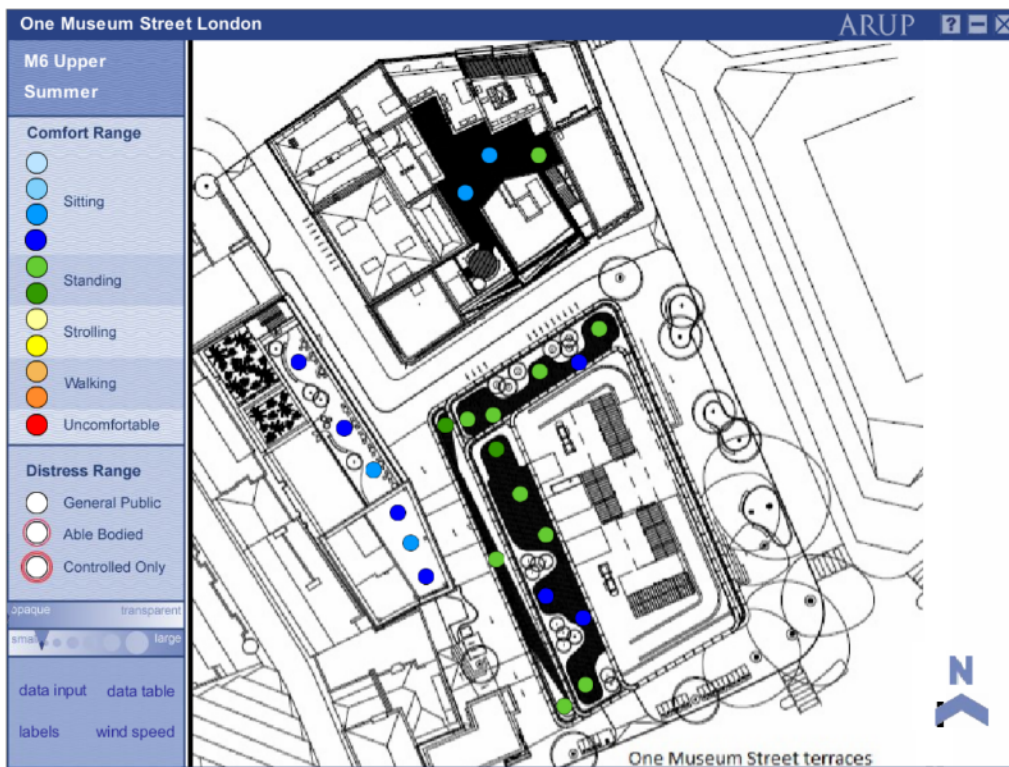 One Museum Street London
ARUP
?
M6 Upper
Summer
Comfort Range
Sitting
Standing
Strolling
Walking
Uncomfortable
Distress Range
General Public
Able Bodied
Controlled Only
opaque transparent
small large
data input data table
labels wind speed
N
One Museum Street terraces